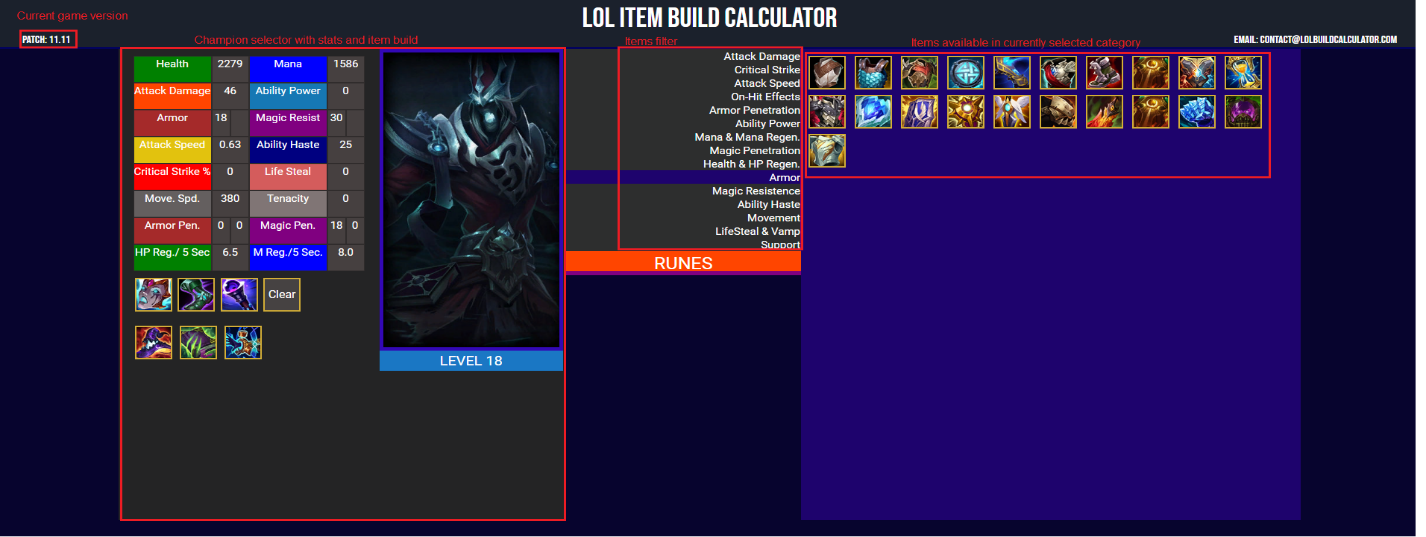 Current game version
LOL ITEM BUILD CALCULATOR
PATCH: 11.11
Champion selector with stats and item build
Items filter
Items available in currently selected category
EMAIL: CONTACT@LOLBUILDCALCULATOR.COM
Health 2279 Mana 1586
Attack Damage 46 Ability Power 0
Armor 18 Magic Resist 30
Attack Speed 0.63 Ability Haste 25
Critical Strike % 0 Life Steal 0
Move. Spd. 380 Tenacity 0
Armor Pen. 0 0 Magic Pen. 18 0
HP Reg./ 5 Sec 6.5 M Reg./5 Sec. 8.0
Clear
LEVEL 18
Attack Damage
Critical Strike
Attack Speed
On-Hit Effects
Armor Penetration
Ability Power
Mana & Mana Regen.
Magic Penetration
Health & HP Regen.
Armor
Magic Resistence
Ability Haste
Movement
LifeSteal & Vamp
Support
RUNES